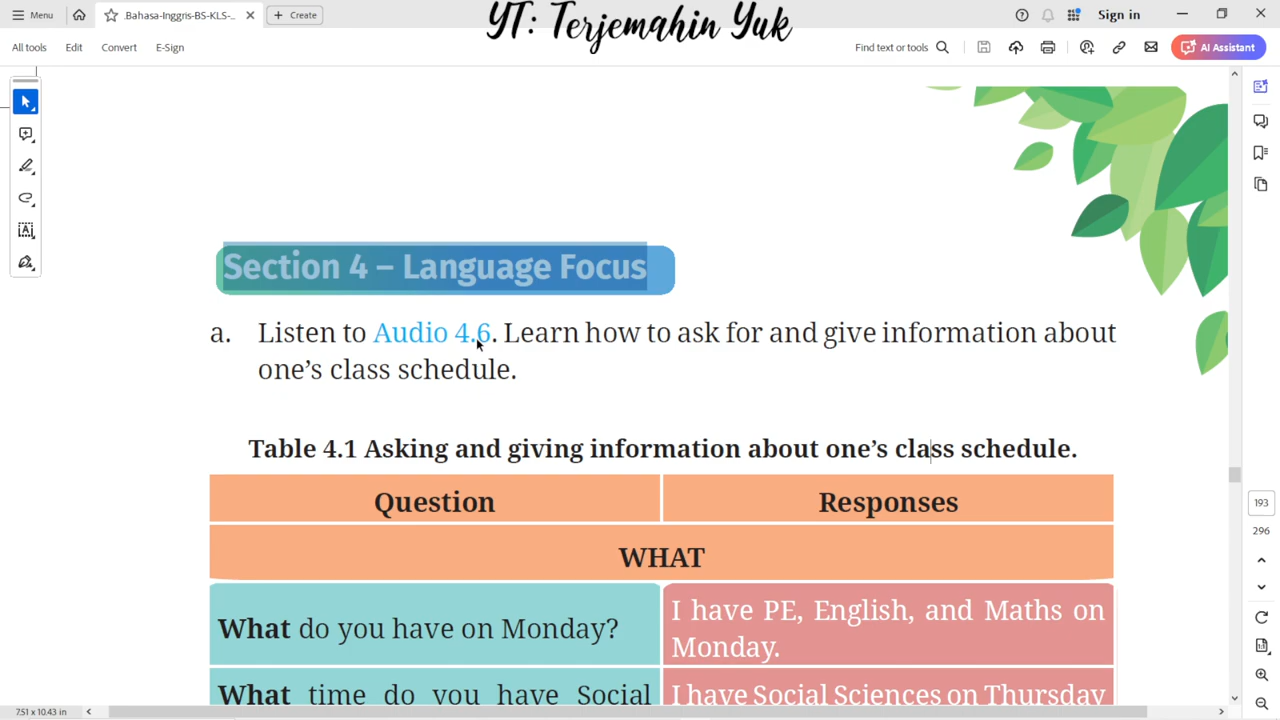 Menu
.Bahasa-Inggris-BS-KLS-...
Create
YT: Terjemahin Yuk
Sign in
All tools
Edit
Convert
E-Sign
Find text or tools
AI Assistant
Section 4 – Language Focus
a. Listen to Audio 4.6. Learn how to ask for and give information about
one’s class schedule.
Table 4.1 Asking and giving information about one’s class schedule.
Question
Responses
WHAT
What do you have on Monday?
I have PE, English, and Maths on
Monday.
What time do you have Social
I have Social Sciences on Thursday
193
296
7.51 x 10.43 in